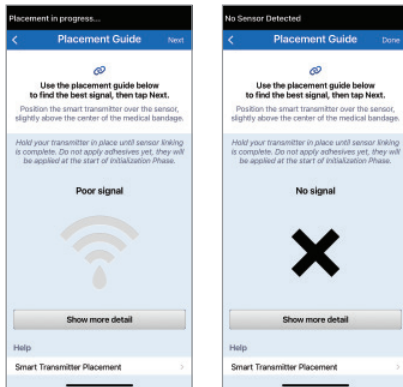 Placement in progress...
Placement Guide
Next
Use the placement guide below
to find the best signal, then tap Next.
Position the smart transmitter over the sensor,
slightly above the center of the medical bandage.
Hold your transmitter in place until sensor linking
is complete. Do not apply adhesives yet, they will
be applied at the start of Initialization Phase.
Poor signal
Show more detail
Help
Smart Transmitter Placement
No Sensor Detected
Placement Guide
Done
Use the placement guide below
to find the best signal, then tap Next.
Position the smart transmitter over the sensor,
slightly above the center of the medical bandage.
Hold your transmitter in place until sensor linking
is complete. Do not apply adhesives yet, they will
be applied at the start of Initialization Phase.
No signal
Show more detail
Help
Smart Transmitter Placement